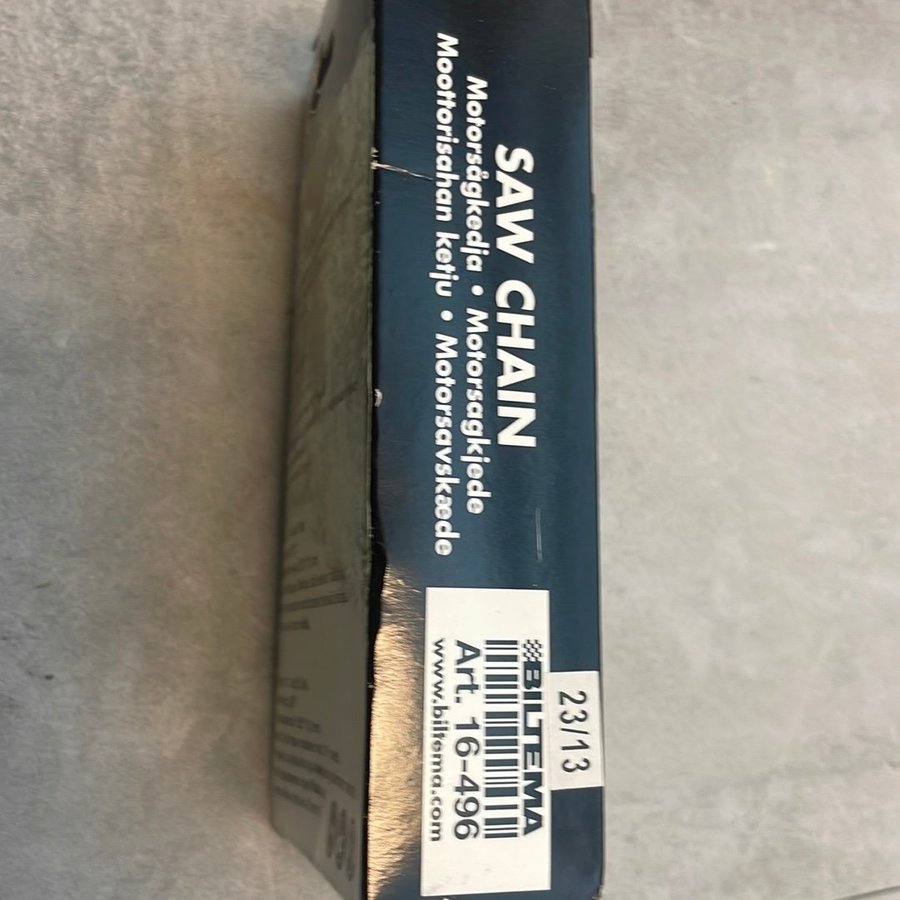 SAW CHAIN
Motorsågkedja • Motorsagkjede
Moottorisahan ketju • Motorsavskæde
23/13
BILTEMA
Art. 16-496
www.biltema.com